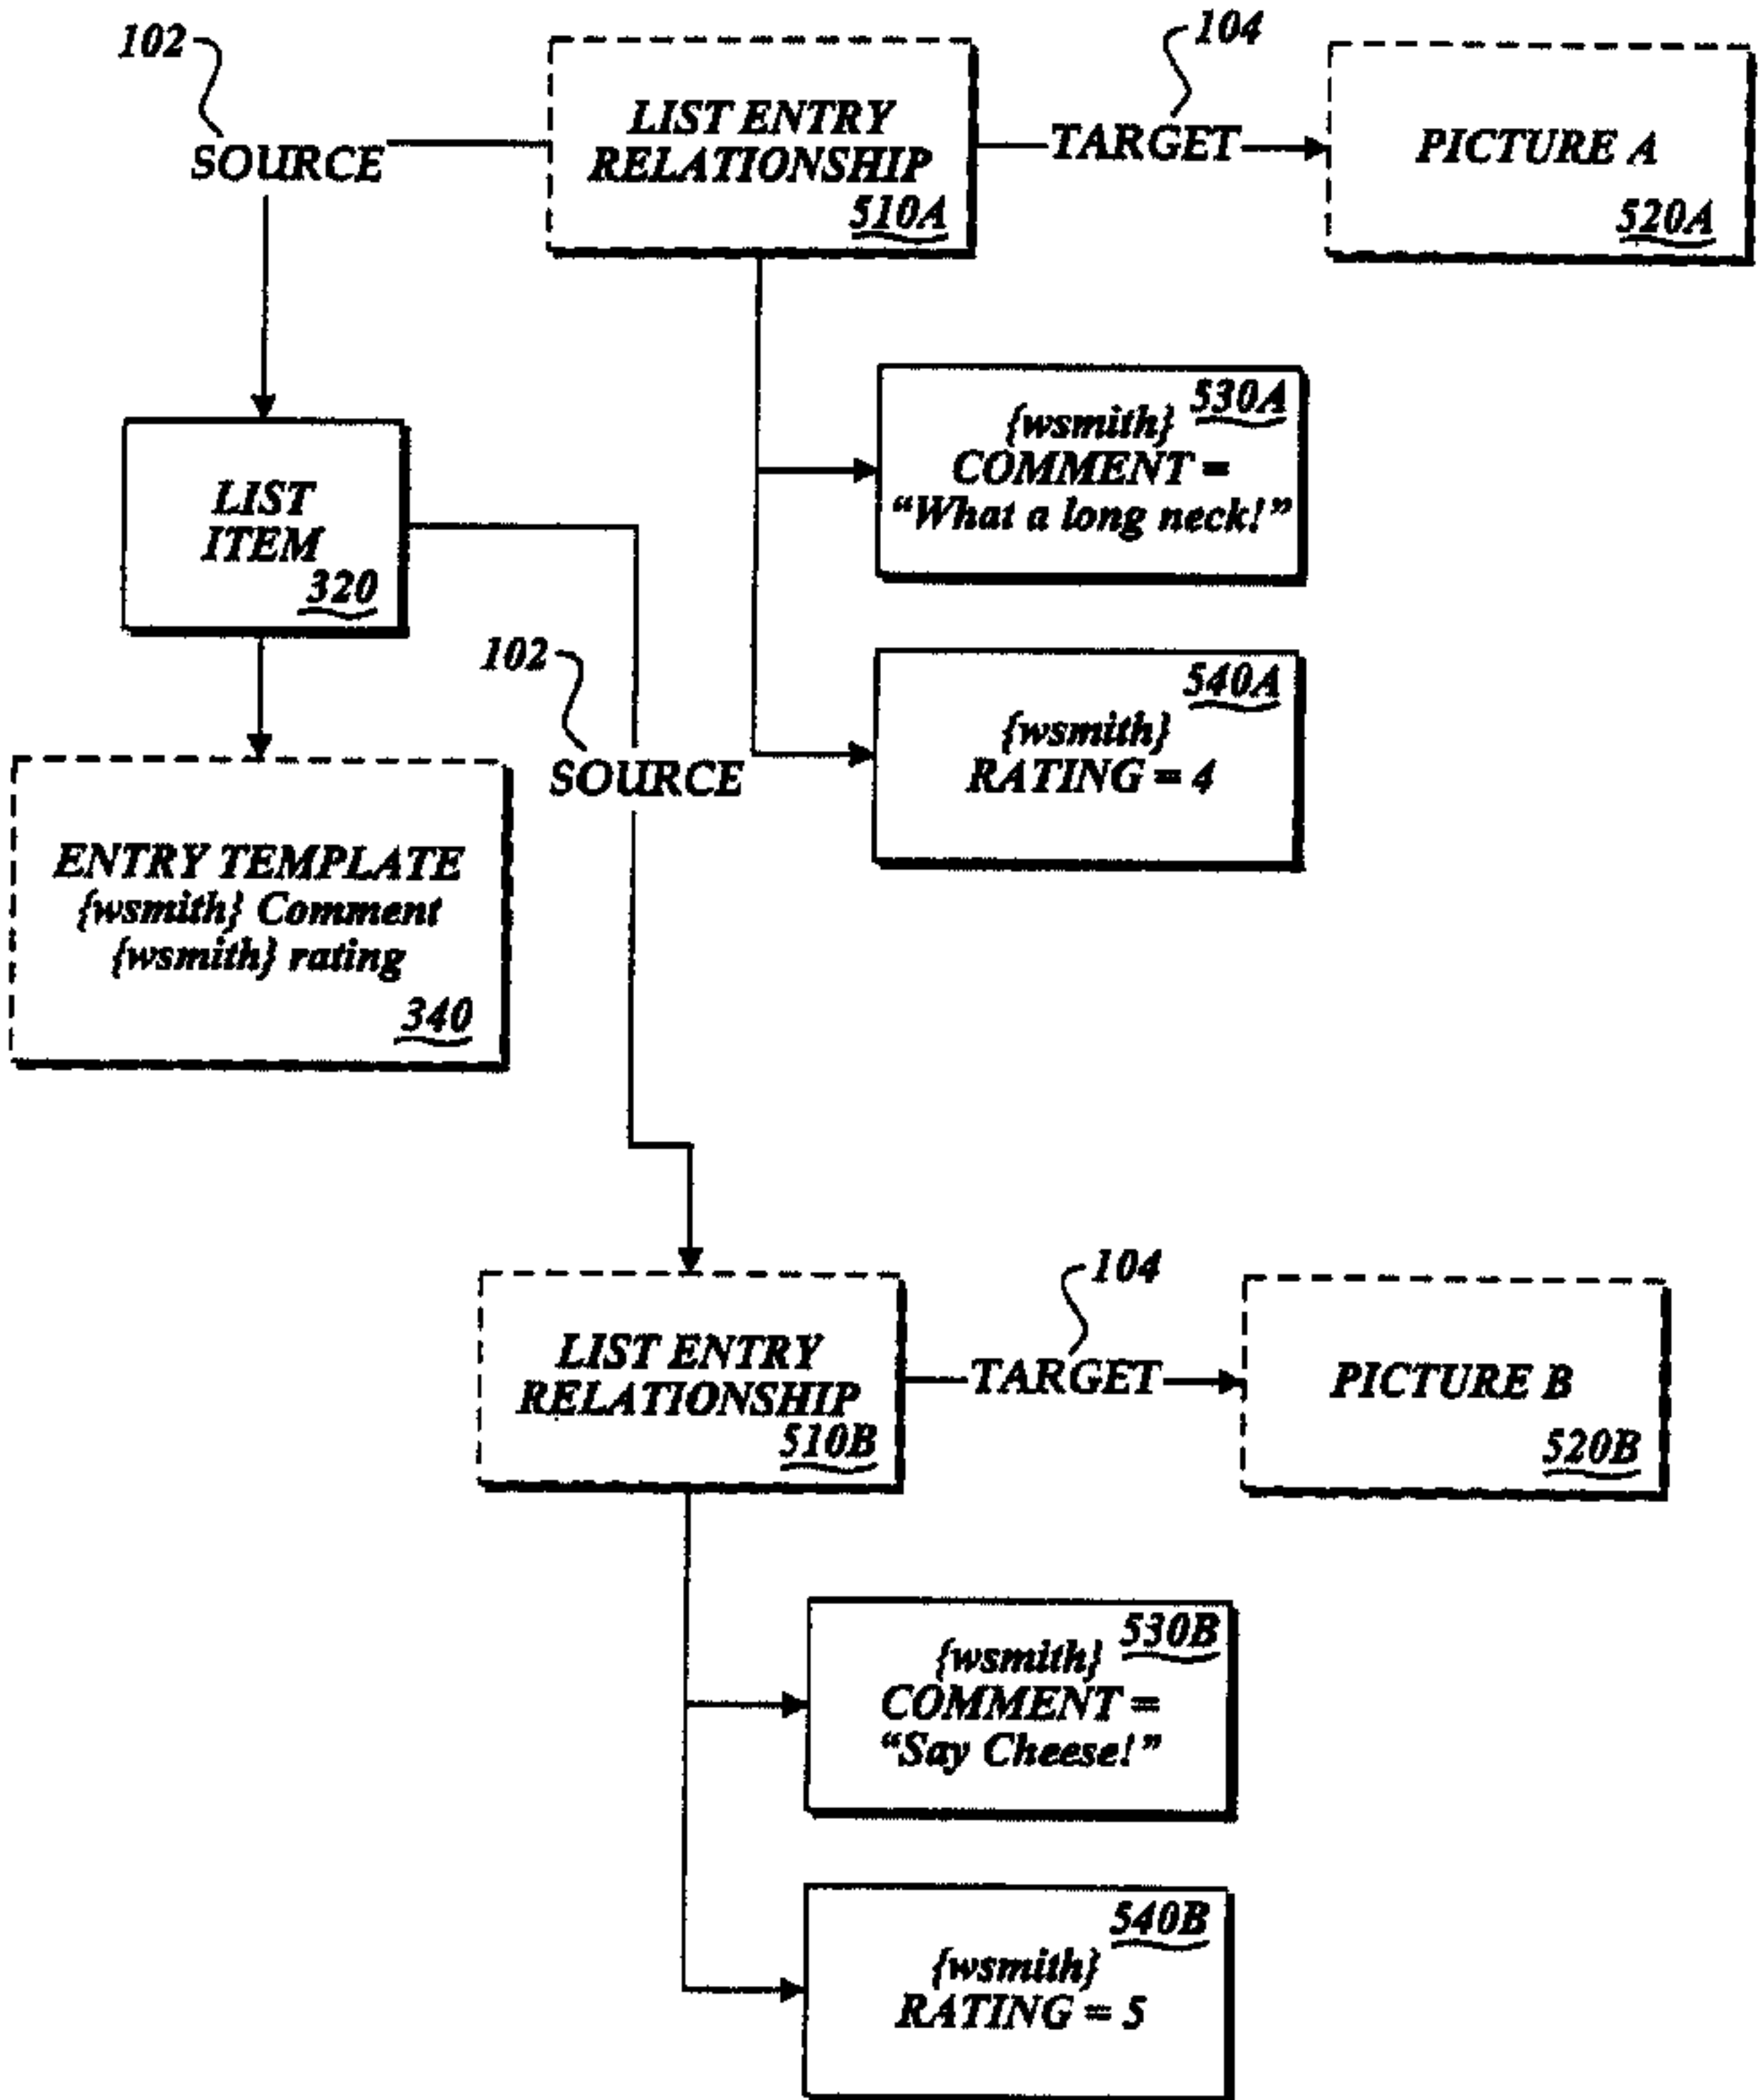 102
LIST ENTRY
RELATIONSHIP
510A
SOURCE
104
TARGET
PICTURE A
520A
530A
{wsmith}
COMMENT =
“What a long neck!”
LIST
ITEM
320
102
SOURCE
540A
{wsmith}
RATING = 4
ENTRY TEMPLATE
{wsmith} Comment
{wsmith} rating
340
LIST ENTRY
RELATIONSHIP
510B
104
TARGET
PICTURE B
520B
530B
{wsmith}
COMMENT =
“Say Cheese!”
540B
{wsmith}
RATING = 5